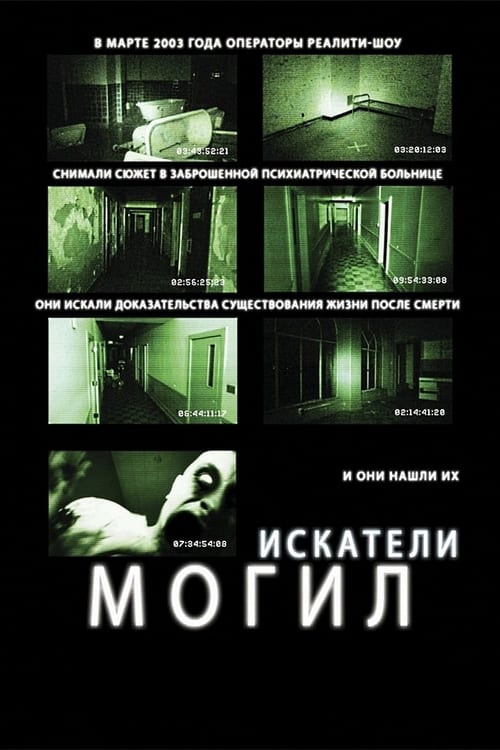 В МАРТЕ 2003 ГОДА ОПЕРАТОРЫ РЕАЛИТИ-ШОУ
03:43:52:21
03:20:12:03
СНИМАЛИ СЮЖЕТ В ЗАБРОШЕННОЙ ПСИХИАТРИЧЕСКОЙ БОЛЬНИЦЕ
02:56:25:23
09:54:33:08
ОНИ ИСКАЛИ ДОКАЗАТЕЛЬСТВА СУЩЕСТВОВАНИЯ ЖИЗНИ ПОСЛЕ СМЕРТИ
06:44:11:17
02:14:41:20
И ОНИ НАШЛИ ИХ
07:34:54:08
ИСКАТЕЛИ
МОГИЛ